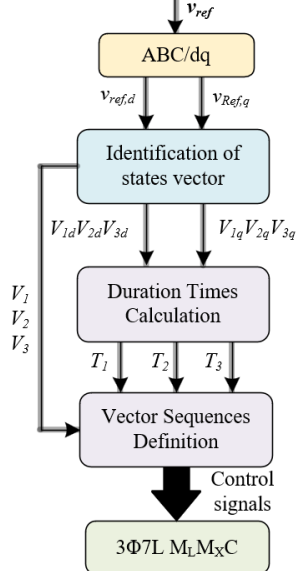 v_ref
ABC/dq
v_ref,d
v_Ref,q
Identification of
states vector
V_1d V_2d V_3d
V_1q V_2q V_3q
V_1
V_2
V_3
Duration Times
Calculation
T_1
T_2
T_3
Vector Sequences
Definition
Control
signals
3Φ7L M_LM_XC